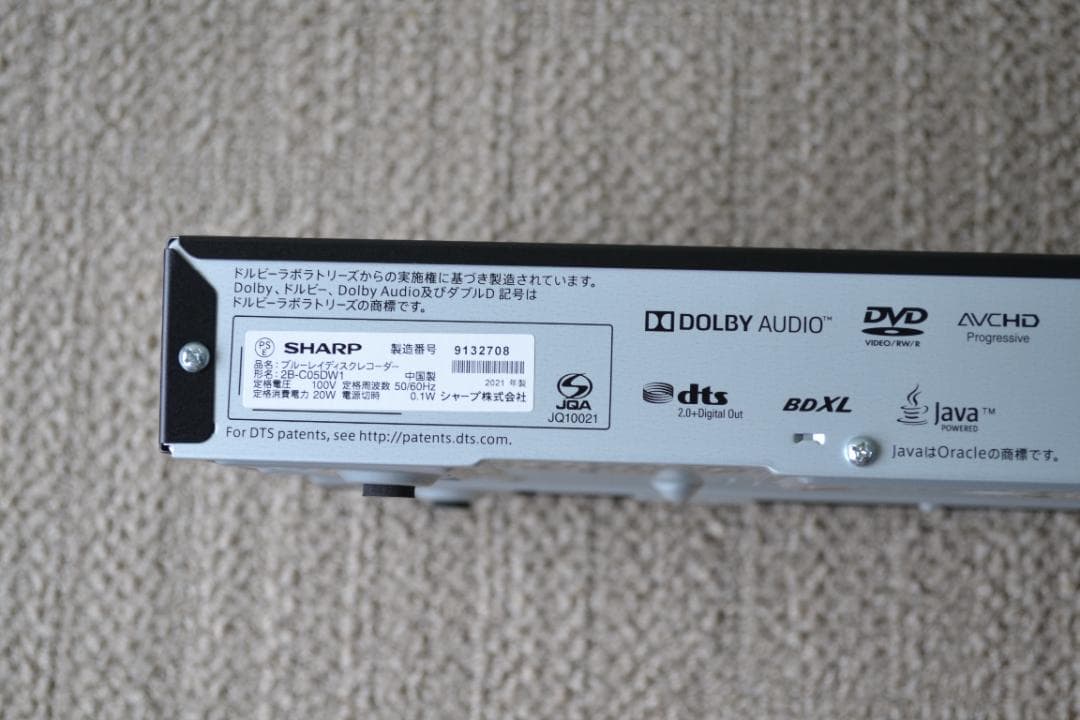 ドルビーラボラトリーズからの実施権に基づき製造されています。
Dolby、ドルビー、Dolby Audio及びダブルD 記号は
ドルビーラボラトリーズの商標です。
PS
E
SHARP 製造番号 9132708
品名：ブルーレイディスクレコーダー
形名：2B-C05DW1 中国製
2021 年製
定格電圧 100V 定格周波数 50/60Hz
定格消費電力 20W 電源切時 0.1W シャープ株式会社
JQA
JQ10021
For DTS patents, see http://patents.dts.com.
DOLBY AUDIO™
DVD
VIDEO/RW/R
AVCHD
Progressive
dts
2.0+Digital Out
BDXL
Java™
POWERED
JavaはOracleの商標です。